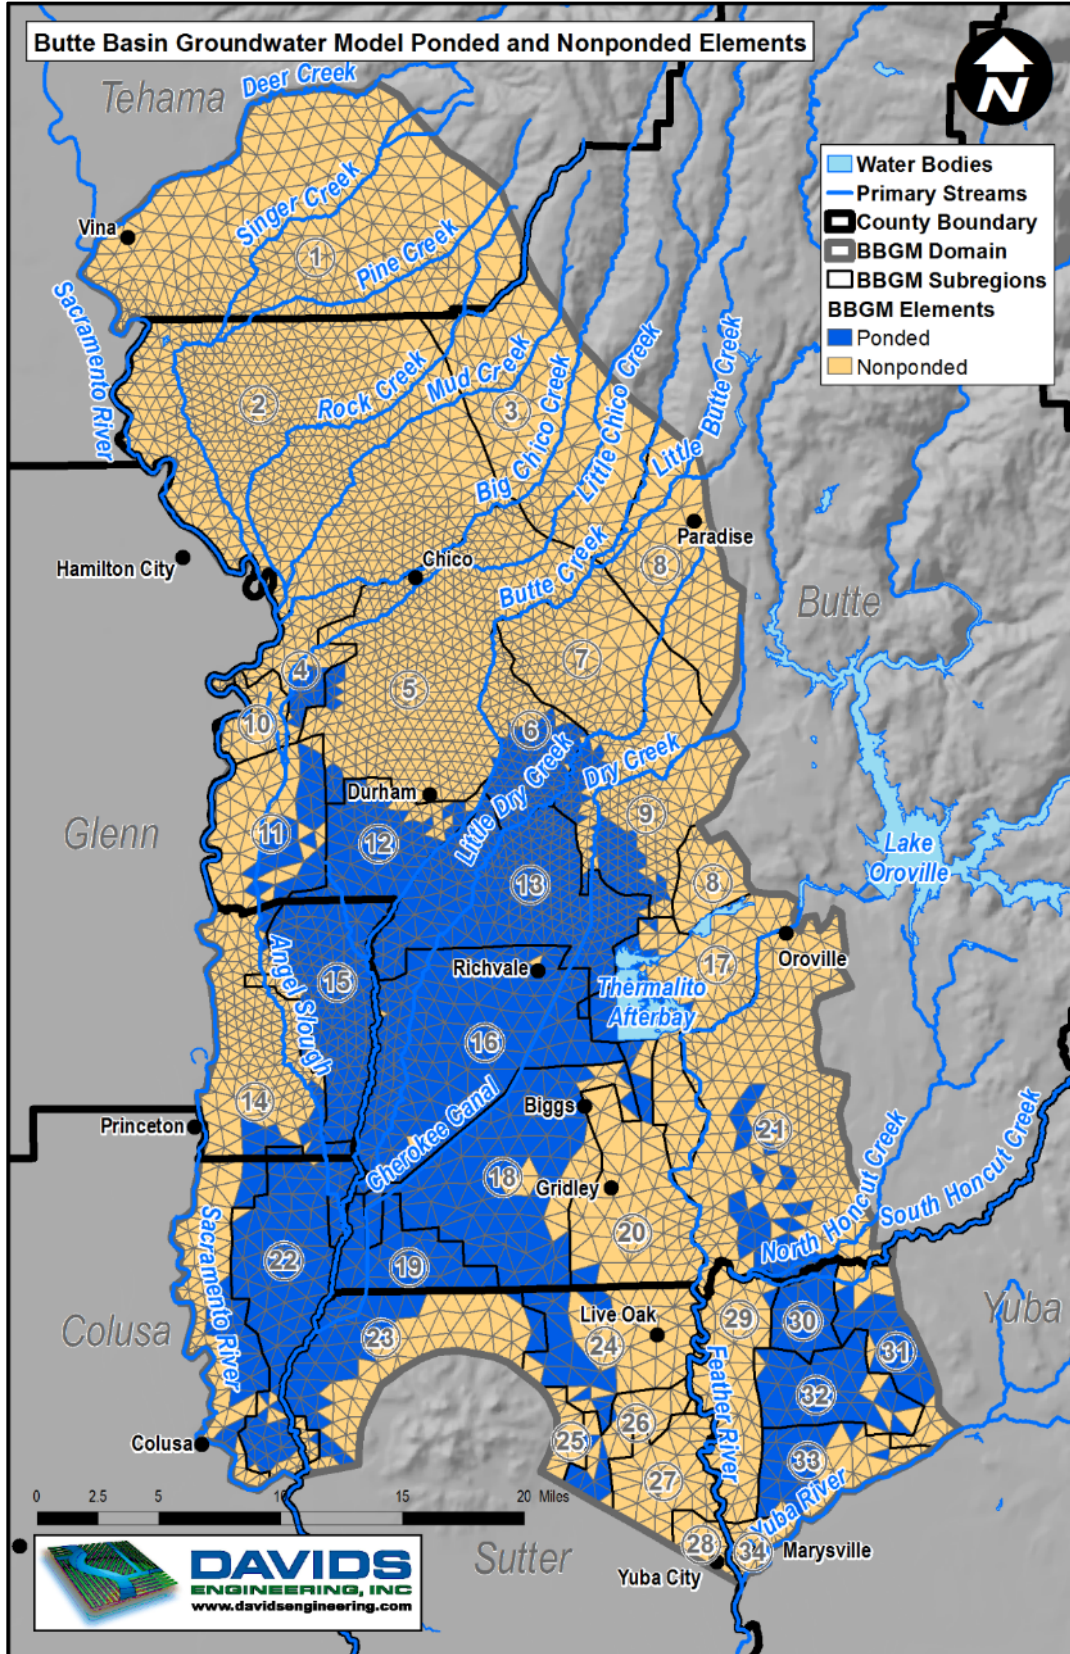 Butte Basin Groundwater Model Ponded and Nonponded Elements
N
Tehama
Deer Creek
Water Bodies
Primary Streams
County Boundary
BBGM Domain
BBGM Subregions
BBGM Elements
Ponded
Nonponded
Singer Creek
Vina
1
Pine Creek
Sacramento River
2
Rock Creek
Mud Creek
3
Big Chico Creek
Little Chico Creek
Little Butte Creek
Paradise
Hamilton City
Chico
Butte Creek
8
Butte
4
5
7
10
6
Dry Creek
Durham
Little Dry Creek
Glenn
11
12
9
Lake
Oroville
13
8
Angel Slough
15
Richvale
17
Oroville
Thermalito
Afterbay
16
14
Biggs
Princeton
Cherokee Canal
21
18
Gridley
North Honcut Creek
South Honcut Creek
Sacramento River
22
19
20
Colusa
23
Live Oak
24
29
30
31
Yuba
Feather River
32
Colusa
25
26
27
33
Yuba River
0 2.5 5 10 15 20 Miles
28
34
Marysville
Sutter
Yuba City
DAVIDS
ENGINEERING, INC
www.davidsengineering.com